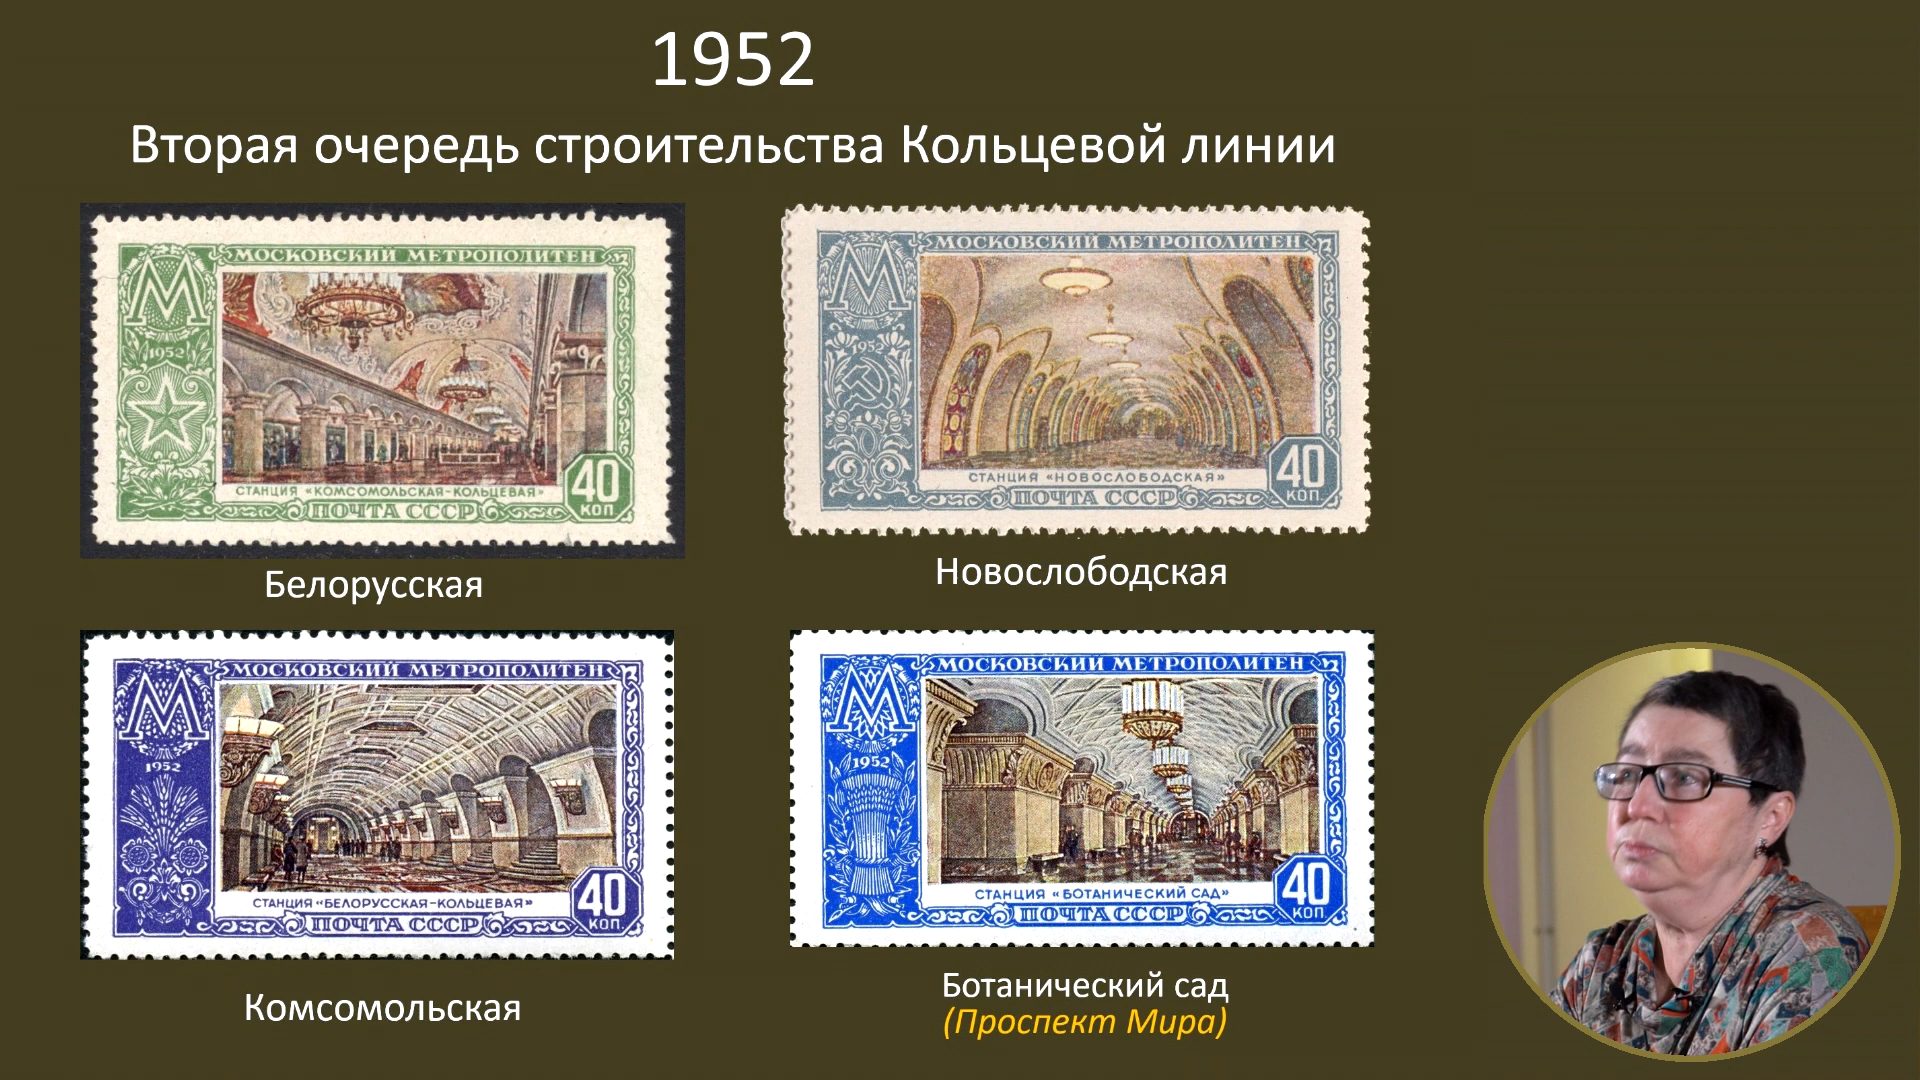 1952
Вторая очередь строительства Кольцевой линии
МОСКОВСКИЙ МЕТРОПОЛИТЕН
М
1952
СТАНЦИЯ «КОМСОМОЛЬСКАЯ-КОЛЬЦЕВАЯ»
ПОЧТА СССР
40
КОП
Белорусская
МОСКОВСКИЙ МЕТРОПОЛИТЕН
М
1952
СТАНЦИЯ «НОВОСЛОБОДСКАЯ»
ПОЧТА СССР
40
КОП.
Новослободская
МОСКОВСКИЙ МЕТРОПОЛИТЕН
М
1952
СТАНЦИЯ «БЕЛОРУССКАЯ-КОЛЬЦЕВАЯ»
ПОЧТА СССР
40
КОП.
Комсомольская
МОСКОВСКИЙ МЕТРОПОЛИТЕН
М
1952
СТАНЦИЯ «БОТАНИЧЕСКИЙ САД»
ПОЧТА СССР
40
КОП.
Ботанический сад
(Проспект Мира)